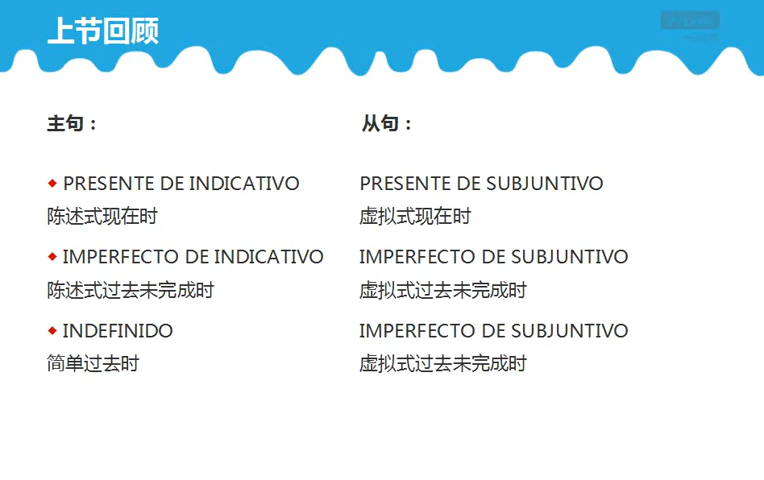 上节回顾
主句： 从句：
◆ PRESENTE DE INDICATIVO PRESENTE DE SUBJUNTIVO
陈述式现在时 虚拟式现在时
◆ IMPERFECTO DE INDICATIVO IMPERFECTO DE SUBJUNTIVO
陈述式过去未完成时 虚拟式过去未完成时
◆ INDEFINIDO IMPERFECTO DE SUBJUNTIVO
简单过去时 虚拟式过去未完成时